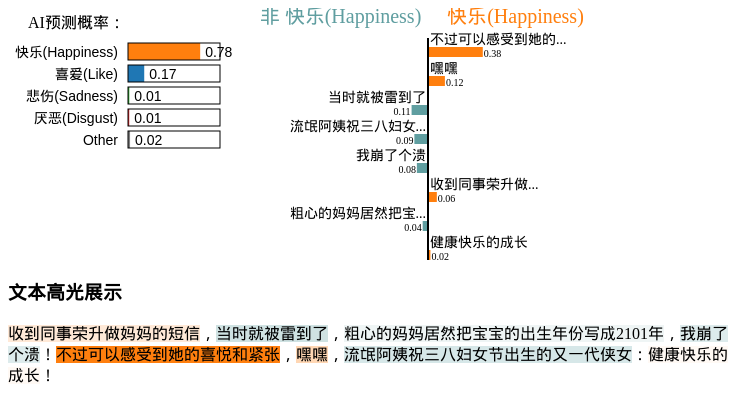 AI预测概率：
快乐(Happiness) 0.78
喜爱(Like) 0.17
悲伤(Sadness) 0.01
厌恶(Disgust) 0.01
Other 0.02
非 快乐(Happiness) 快乐(Happiness)
不过可以感受到她的...
0.38
嘿嘿
0.12
当时就被雷到了
0.11
流氓阿姨祝三八妇女...
0.09
我崩了个溃
0.08
收到同事荣升做...
0.06
粗心的妈妈居然把宝...
0.04
健康快乐的成长
0.02
文本高光展示
收到同事荣升做妈妈的短信，当时就被雷到了，粗心的妈妈居然把宝宝的出生年份写成2101年，我崩了
个溃！不过可以感受到她的喜悦和紧张，嘿嘿，流氓阿姨祝三八妇女节出生的又一代侠女：健康快乐的
成长！